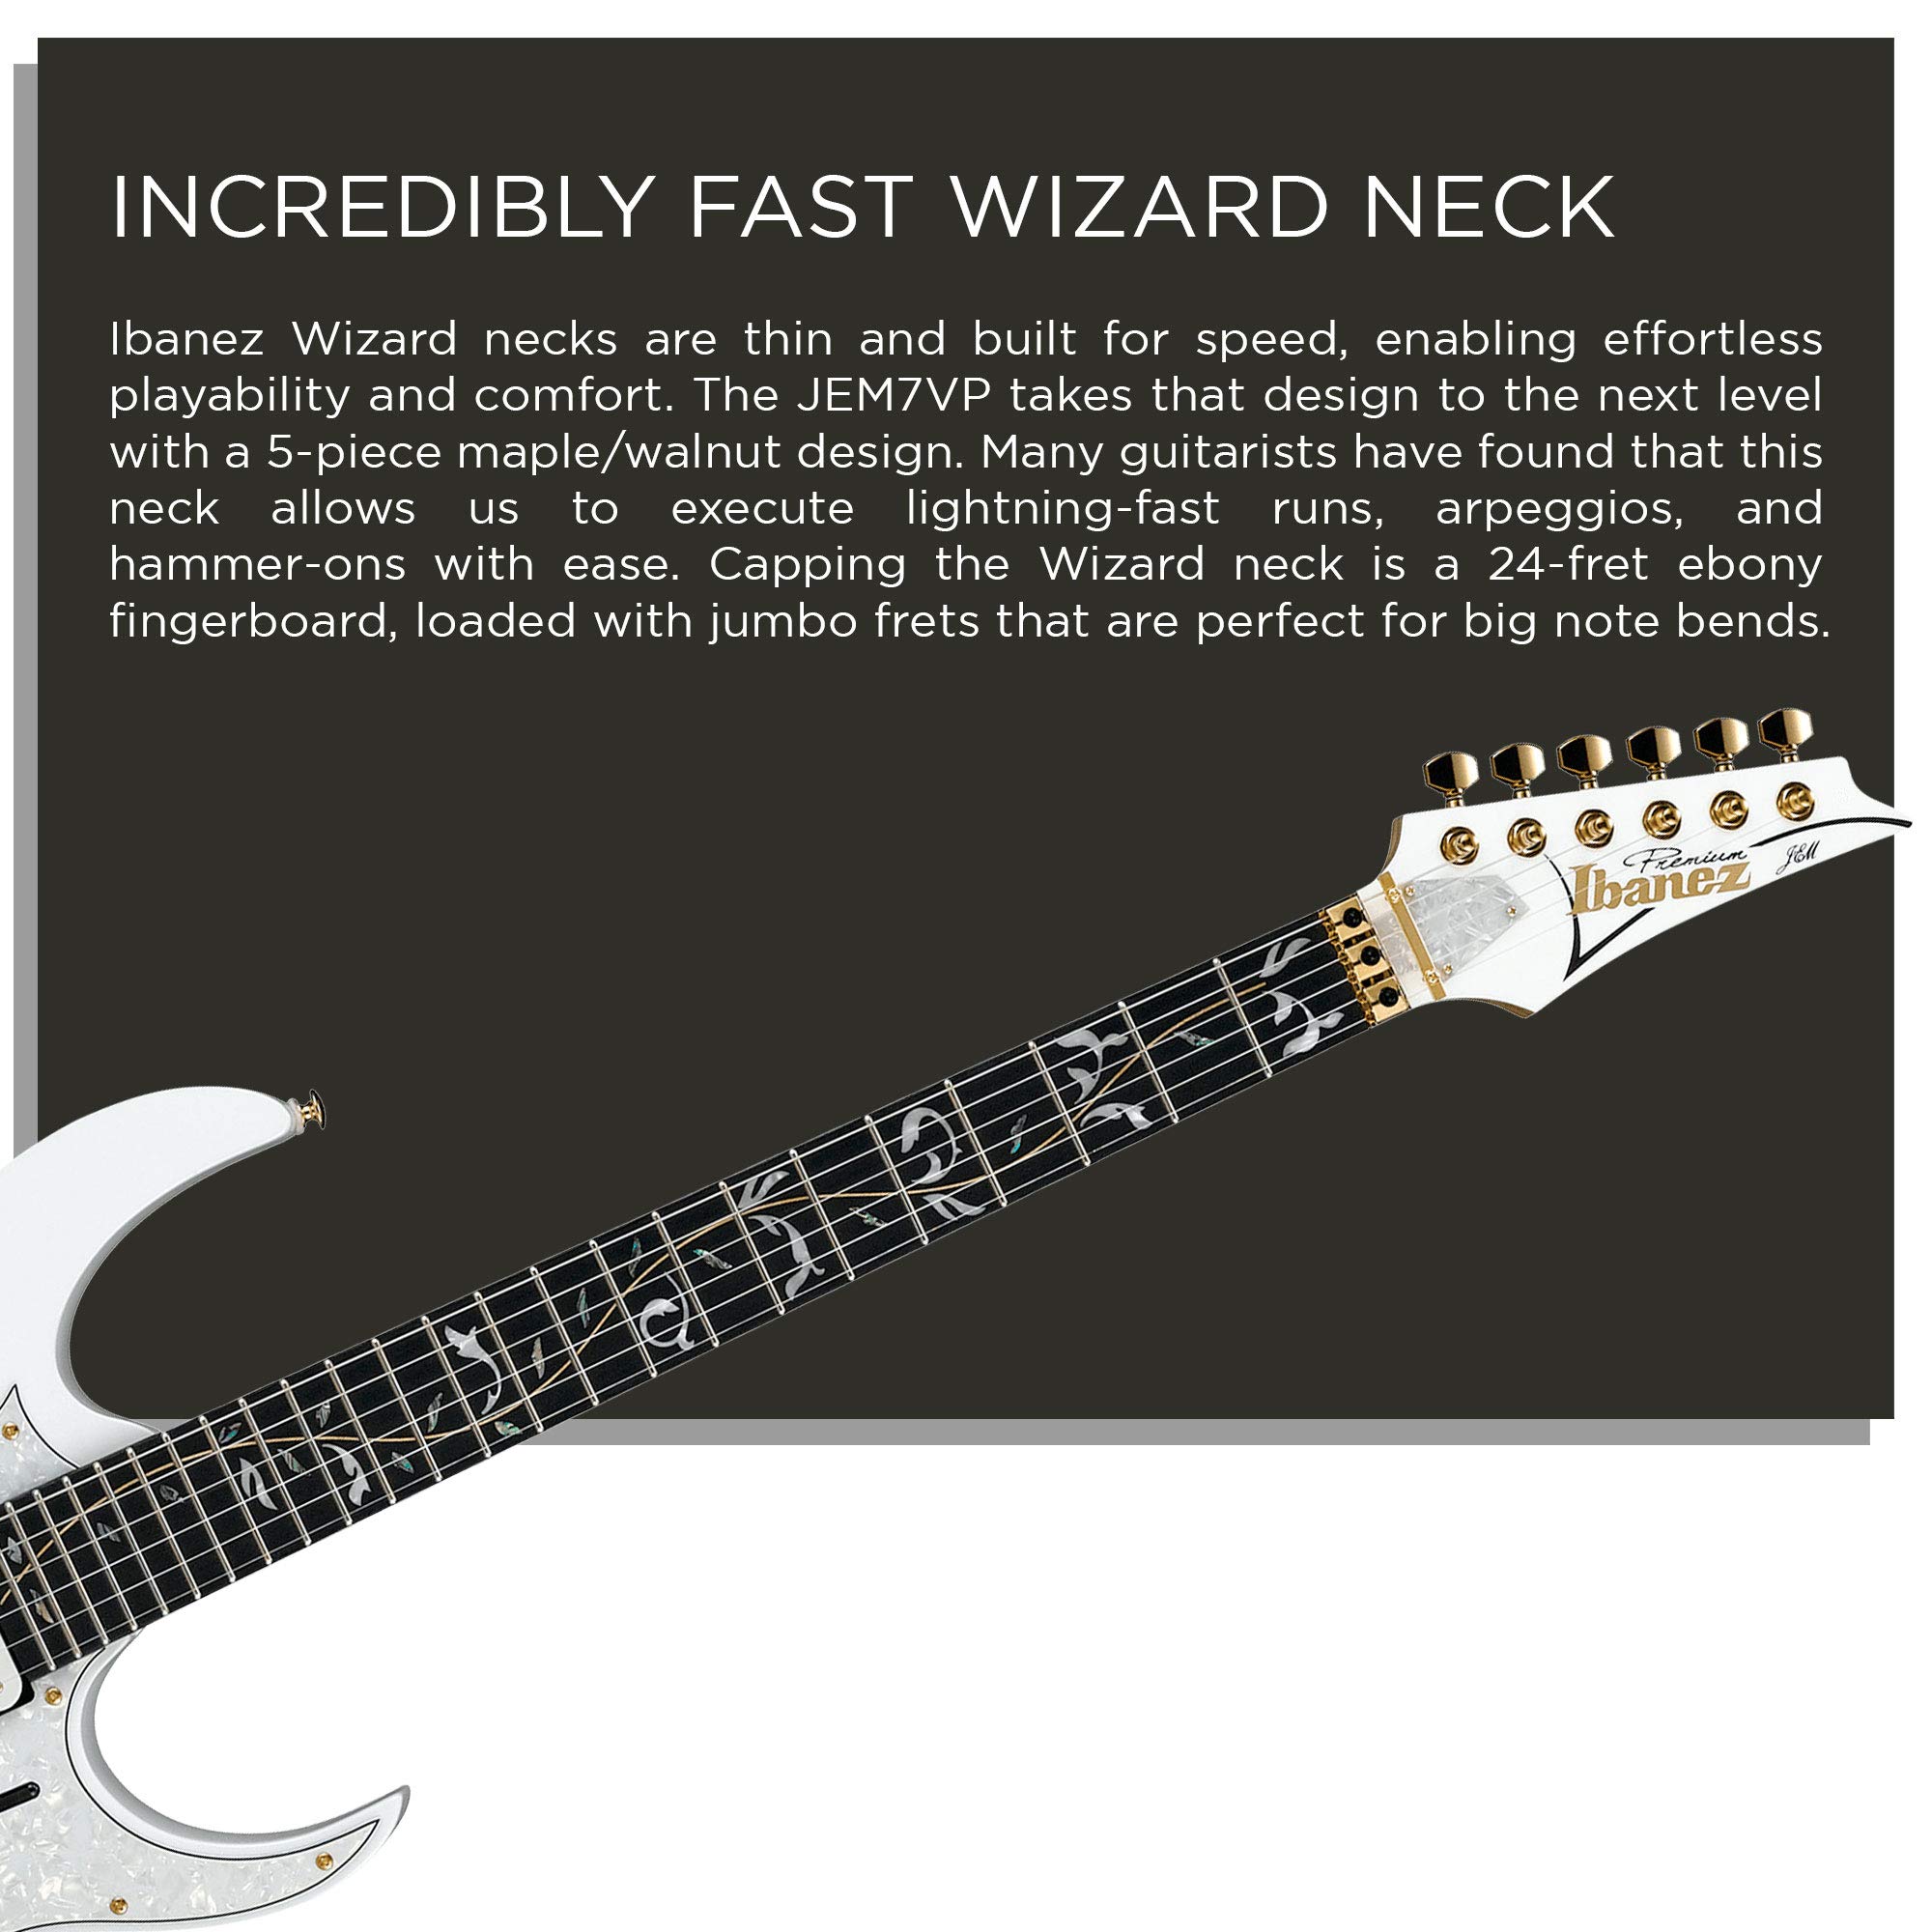 INCREDIBLY FAST WIZARD NECK
Ibanez Wizard necks are thin and built for speed, enabling effortless
playability and comfort. The JEM7VP takes that design to the next level
with a 5-piece maple/walnut design. Many guitarists have found that this
neck allows us to execute lightning-fast runs, arpeggios, and
hammer-ons with ease. Capping the Wizard neck is a 24-fret ebony
fingerboard, loaded with jumbo frets that are perfect for big note bends.
Premium
Ibanez
JEM